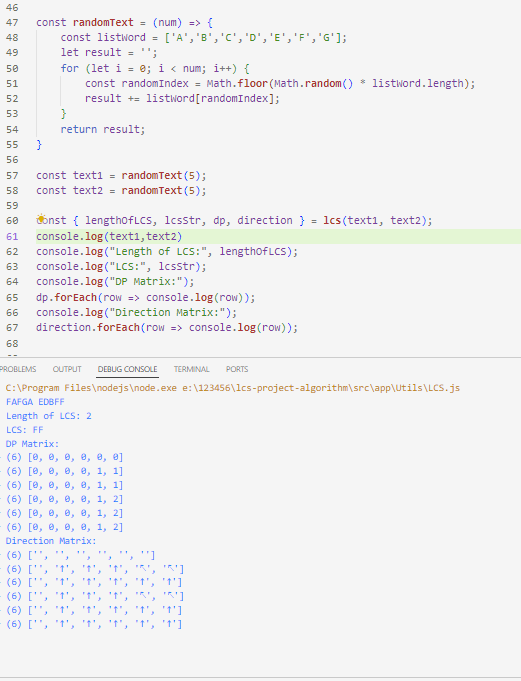 46
47 const randomText = (num) => {
48 const listWord = ['A','B','C','D','E','F','G'];
49 let result = '';
50 for (let i = 0; i < num; i++) {
51 const randomIndex = Math.floor(Math.random() * listWord.length);
52 result += listWord[randomIndex];
53 }
54 return result;
55 }
56
57 const text1 = randomText(5);
58 const text2 = randomText(5);
59
60 const { lengthOfLCS, lcsStr, dp, direction } = lcs(text1, text2);
61 console.log(text1,text2)
62 console.log("Length of LCS:", lengthOfLCS);
63 console.log("LCS:", lcsStr);
64 console.log("DP Matrix:");
65 dp.forEach(row => console.log(row));
66 console.log("Direction Matrix:");
67 direction.forEach(row => console.log(row));
68
PROBLEMS OUTPUT DEBUG CONSOLE TERMINAL PORTS
C:\Program Files\nodejs\node.exe e:\123456\lcs-project-algorithm\src\app\Utils\LCS.js
FAFGA EDBFF
Length of LCS: 2
LCS: FF
DP Matrix:
(6) [0, 0, 0, 0, 0, 0]
(6) [0, 0, 0, 0, 1, 1]
(6) [0, 0, 0, 0, 1, 1]
(6) [0, 0, 0, 0, 1, 2]
(6) [0, 0, 0, 0, 1, 2]
(6) [0, 0, 0, 0, 1, 2]
Direction Matrix:
(6) ['', '', '', '', '', '']
(6) ['', '↑', '↑', '↑', '↖', '↖']
(6) ['', '↑', '↑', '↑', '↑', '↑']
(6) ['', '↑', '↑', '↑', '↖', '↖']
(6) ['', '↑', '↑', '↑', '↑', '↑']
(6) ['', '↑', '↑', '↑', '↑', '↑']